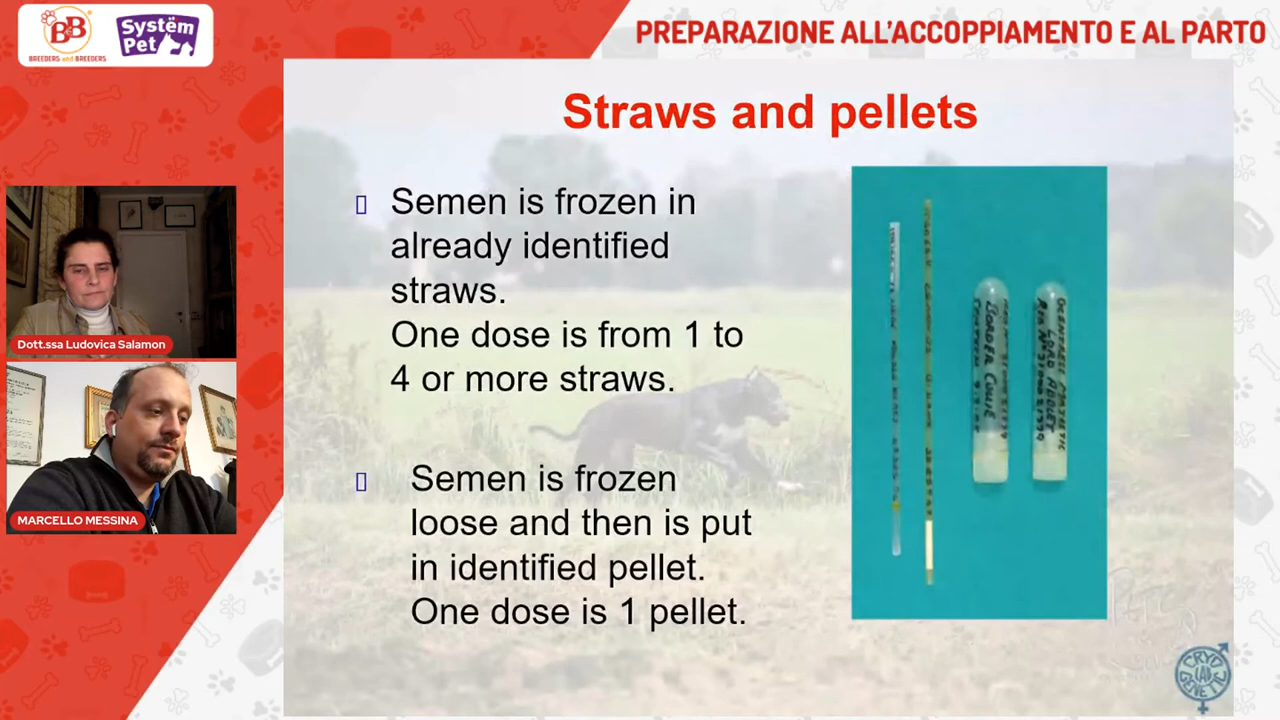 B&B
BREEDERS and BREEDERS
Systëm
Pet
PREPARAZIONE ALL'ACCOPPIAMENTO E AL PARTO
Straws and pellets
Semen is frozen in
already identified
straws.
One dose is from 1 to
4 or more straws.
Semen is frozen
loose and then is put
in identified pellet.
One dose is 1 pellet.
Dott.ssa Ludovica Salamon
MARCELLO MESSINA
BORDER COLLIE
LORD
CRYO
LAB
GENETIC